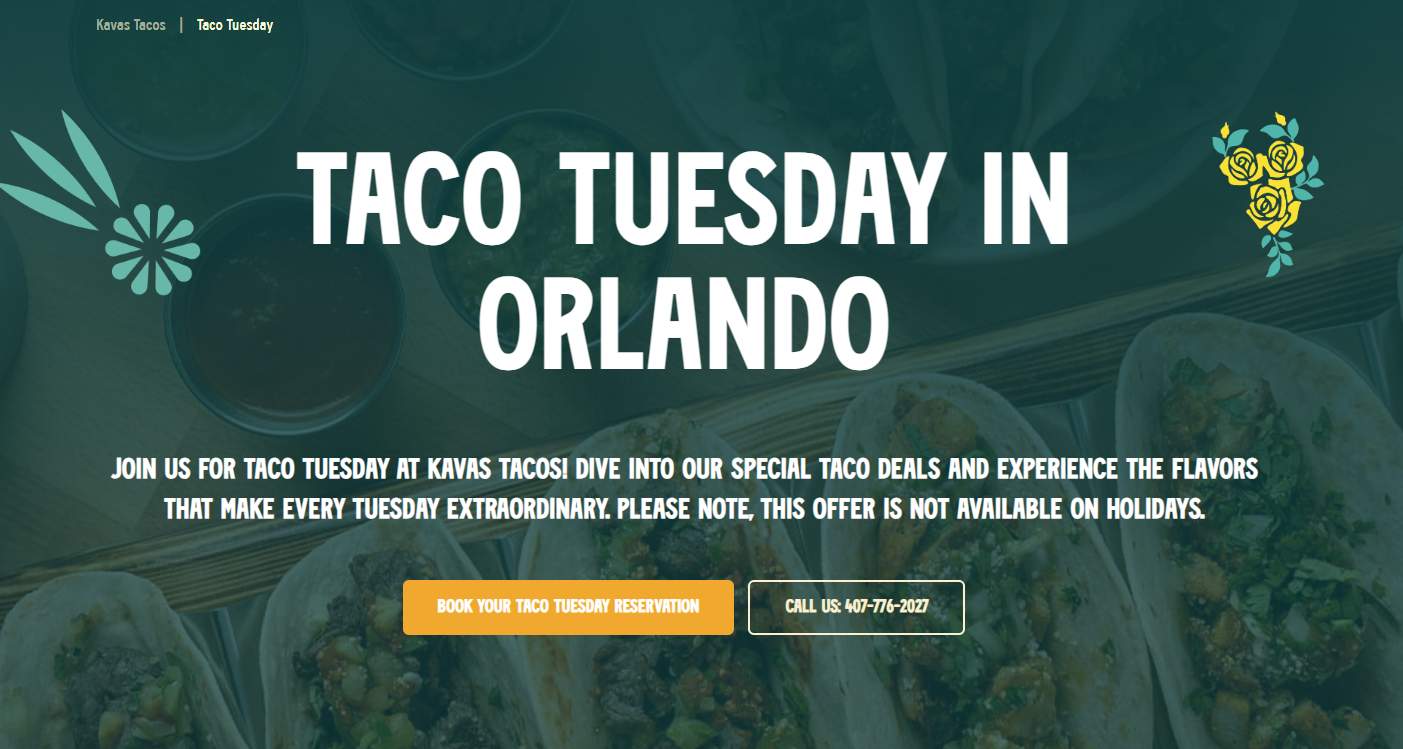 Kavas Tacos | Taco Tuesday
TACO TUESDAY IN
ORLANDO
JOIN US FOR TACO TUESDAY AT KAVAS TACOS! DIVE INTO OUR SPECIAL TACO DEALS AND EXPERIENCE THE FLAVORS
THAT MAKE EVERY TUESDAY EXTRAORDINARY. PLEASE NOTE, THIS OFFER IS NOT AVAILABLE ON HOLIDAYS.
BOOK YOUR TACO TUESDAY RESERVATION
CALL US: 407-776-2027